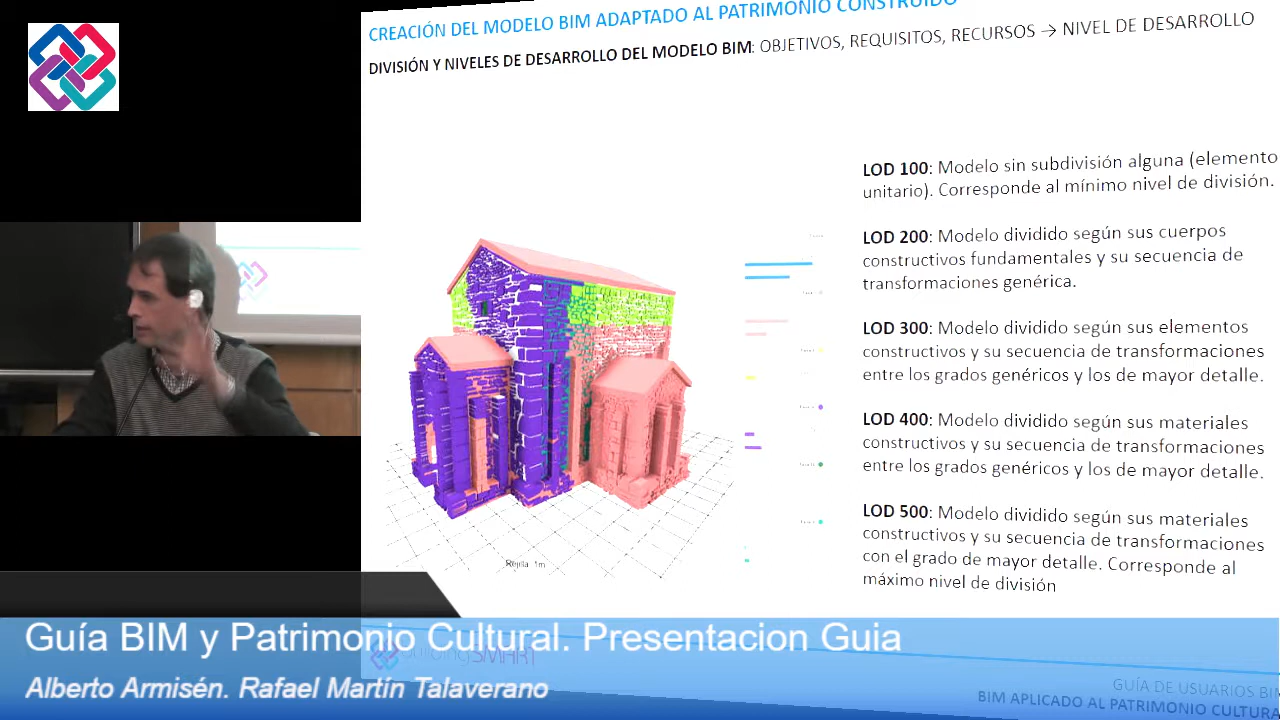 CREACIÓN DEL MODELO BIM ADAPTADO AL PATRIMONIO CONSTRUIDO
DIVISIÓN Y NIVELES DE DESARROLLO DEL MODELO BIM: OBJETIVOS, REQUISITOS, RECURSOS → NIVEL DE DESARROLLO
LOD 100: Modelo sin subdivisión alguna (elemento
unitario). Corresponde al mínimo nivel de división.
LOD 200: Modelo dividido según sus cuerpos
constructivos fundamentales y su secuencia de
transformaciones genérica.
LOD 300: Modelo dividido según sus elementos
constructivos y su secuencia de transformaciones
entre los grados genéricos y los de mayor detalle.
LOD 400: Modelo dividido según sus materiales
constructivos y su secuencia de transformaciones
entre los grados genéricos y los de mayor detalle.
LOD 500: Modelo dividido según sus materiales
constructivos y su secuencia de transformaciones
con el grado de mayor detalle. Corresponde al
máximo nivel de división
Rejilla 1m
Guía BIM y Patrimonio Cultural. Presentacion Guia
buildingSMART
Alberto Armisén. Rafael Martín Talaverano
GUÍA DE USUARIOS BIM
BIM APLICADO AL PATRIMONIO CULTURA